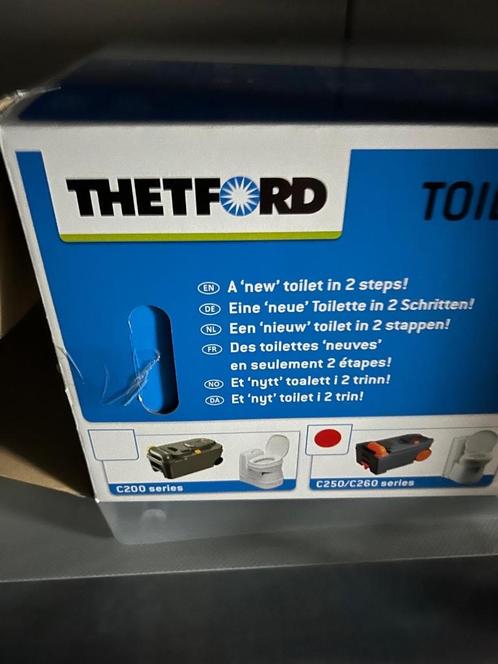 THETFORD
EN A 'new' toilet in 2 steps!
DE Eine 'neue' Toilette in 2 Schritten!
NL Een 'nieuw' toilet in 2 stappen!
FR Des toilettes 'neuves'
en seulement 2 étapes!
NO Et 'nytt' toalett i 2 trinn!
DA Et 'nyt' toilet i 2 trin!
C200 series
C250/C260 series